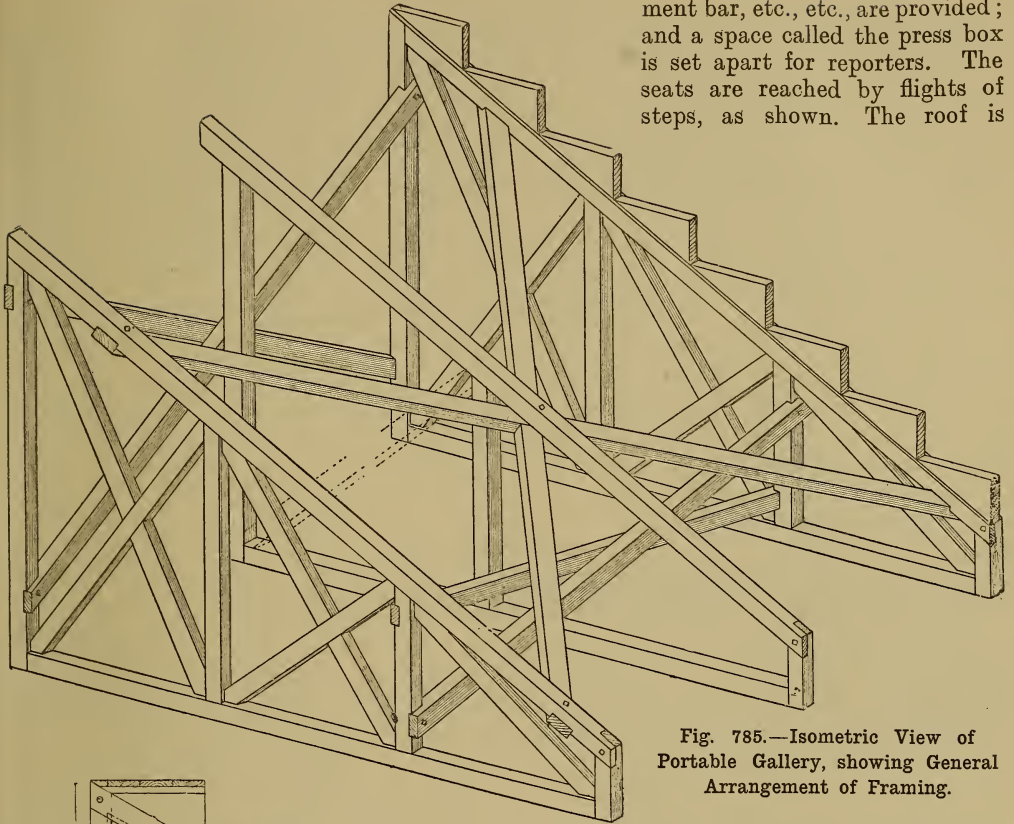 ment bar, etc., etc., are provided;
and a space called the press box
is set apart for reporters. The
seats are reached by flights of
steps, as shown. The roof is
Fig. 785.—Isometric View of
Portable Gallery, showing General
Arrangement of Framing.